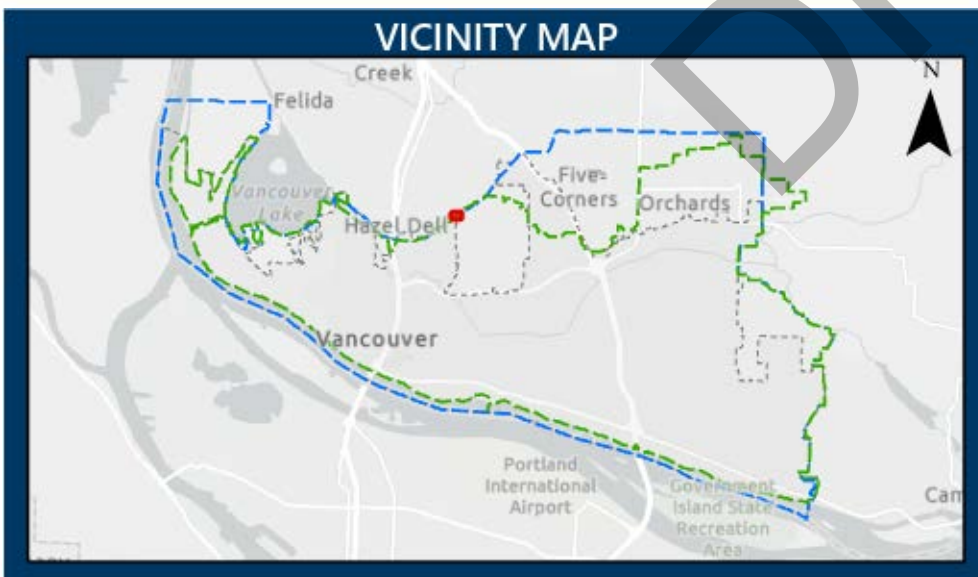 VICINITY MAP
Creek
N
Felida
Five
Corners
Vancouver
Lake
Orchards
Hazel Dell
Vancouver
Portland
International
Airport
Government
Island State
Recreation
Area
Cam